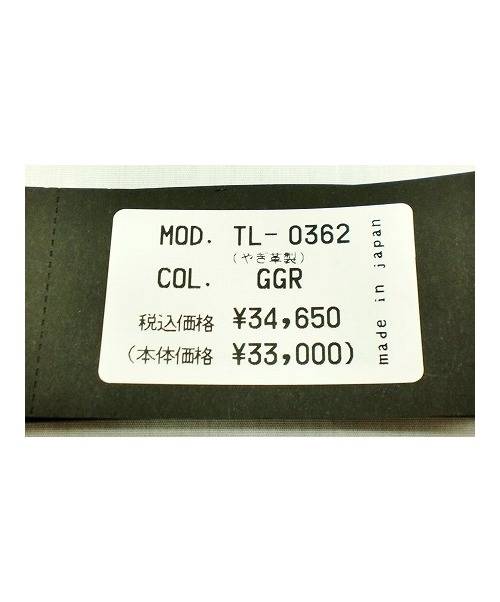 MOD. TL-0362
(やぎ革製)
COL. GGR
税込価格 ¥34,650
(本体価格 ¥33,000)
made in japan